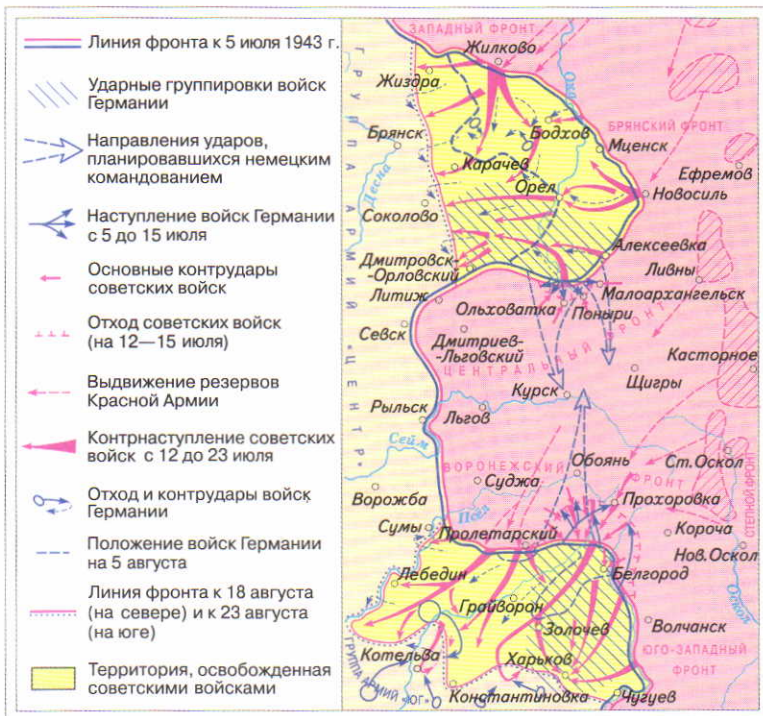 Линия фронта к 5 июля 1943 г.
Ударные группировки войск
Германии
Направления ударов,
планировавшихся немецким
командованием
Наступление войск Германии
с 5 до 15 июля
Основные контрудары
советских войск
Отход советских войск
(на 12—15 июля)
Выдвижение резервов
Красной Армии
Контрнаступление советских
войск с 12 до 23 июля
Отход и контрудары войск
Германии
Положение войск Германии
на 5 августа
Линия фронта к 18 августа
(на севере) и к 23 августа
(на юге)
Территория, освобожденная
советскими войсками
ЗАПАДНЫЙ ФРОНТ
Жилково
Жиздра
Ока
Брянск
Бодхов
БРЯНСКИЙ ФРОНТ
Мценск
Карачев
Ефремов
Десна
Орел
Новосиль
Соколово
ГРУППА АРМИЙ "ЦЕНТР"
Алексеевка
Дмитровск-
-Орловский
Ливны
Литиж
Малоархангельск
Ольховатка
Поныри
Севск
Дмитриев-
-Льговский
ЦЕНТРАЛЬНЫЙ ФРОНТ
Касторное
Щигры
Курск
Рыльск
Льгов
Сейм
ВОРОНЕЖСКИЙ
ФРОНТ
Обоянь
Ст.Оскол
Суджа
Ворожба
Прохоровка
Псёл
СТЕПНОЙ ФРОНТ
Сумы
Пролетарский
Короча
Нов.Оскол
Лебедин
Белгород
Оскол
Грайворон
Золочев
Волчанск
Котельва
ЮГО-ЗАПАДНЫЙ
ФРОНТ
Харьков
ГРУППА АРМИЙ "ЮГ"
Константиновка
Чугуев